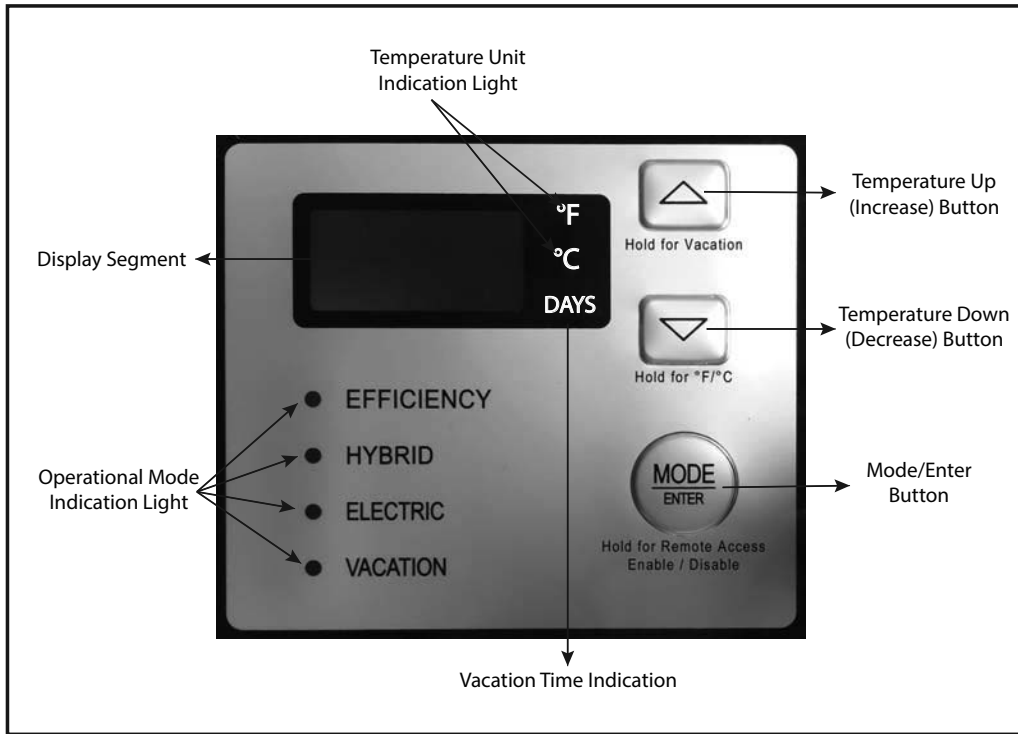 Temperature Unit
Indication Light
°F
°C
DAYS
Hold for Vacation
Temperature Up
(Increase) Button
Display Segment
Hold for °F/°C
Temperature Down
(Decrease) Button
EFFICIENCY
HYBRID
ELECTRIC
VACATION
Operational Mode
Indication Light
MODE
ENTER
Hold for Remote Access
Enable / Disable
Mode/Enter
Button
Vacation Time Indication